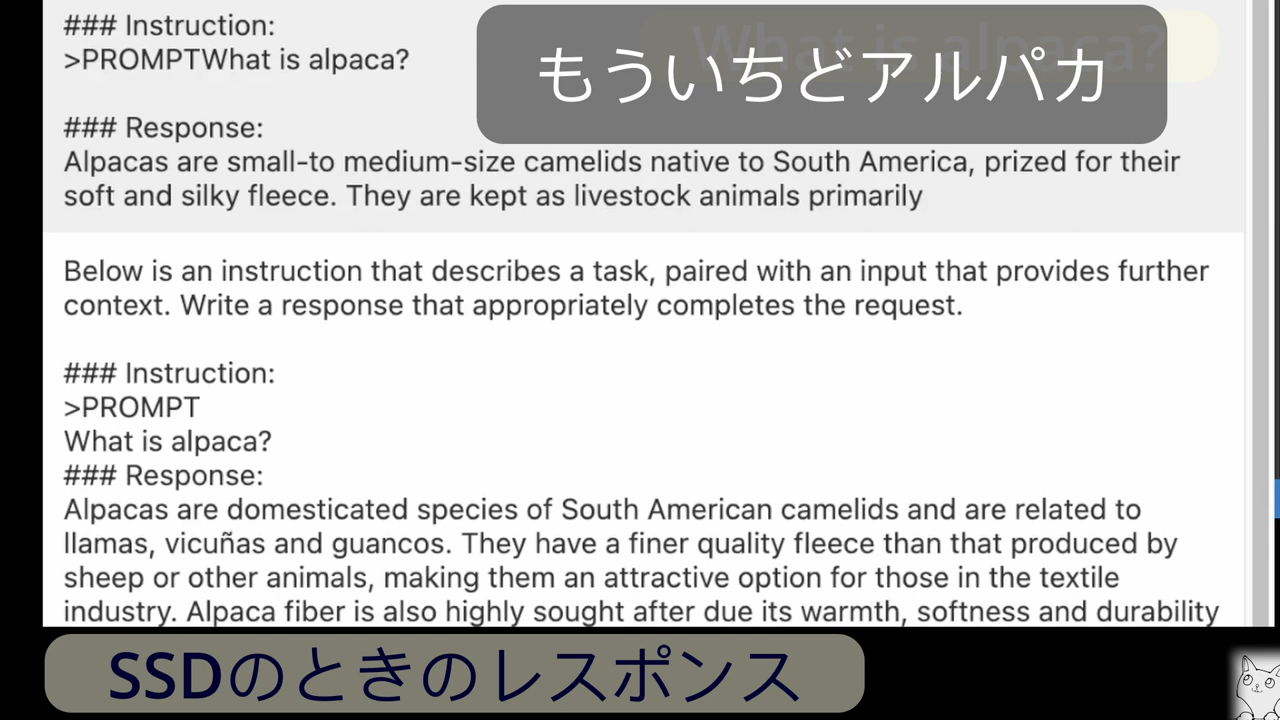 ### Instruction:
>PROMPTWhat is alpaca?
What is alpaca?
もういちどアルパカ
### Response:
Alpacas are small-to medium-size camelids native to South America, prized for their
soft and silky fleece. They are kept as livestock animals primarily
Below is an instruction that describes a task, paired with an input that provides further
context. Write a response that appropriately completes the request.
### Instruction:
>PROMPT
What is alpaca?
### Response:
Alpacas are domesticated species of South American camelids and are related to
llamas, vicuñas and guancos. They have a finer quality fleece than that produced by
sheep or other animals, making them an attractive option for those in the textile
industry. Alpaca fiber is also highly sought after due its warmth, softness and durability
SSDのときのレスポンス